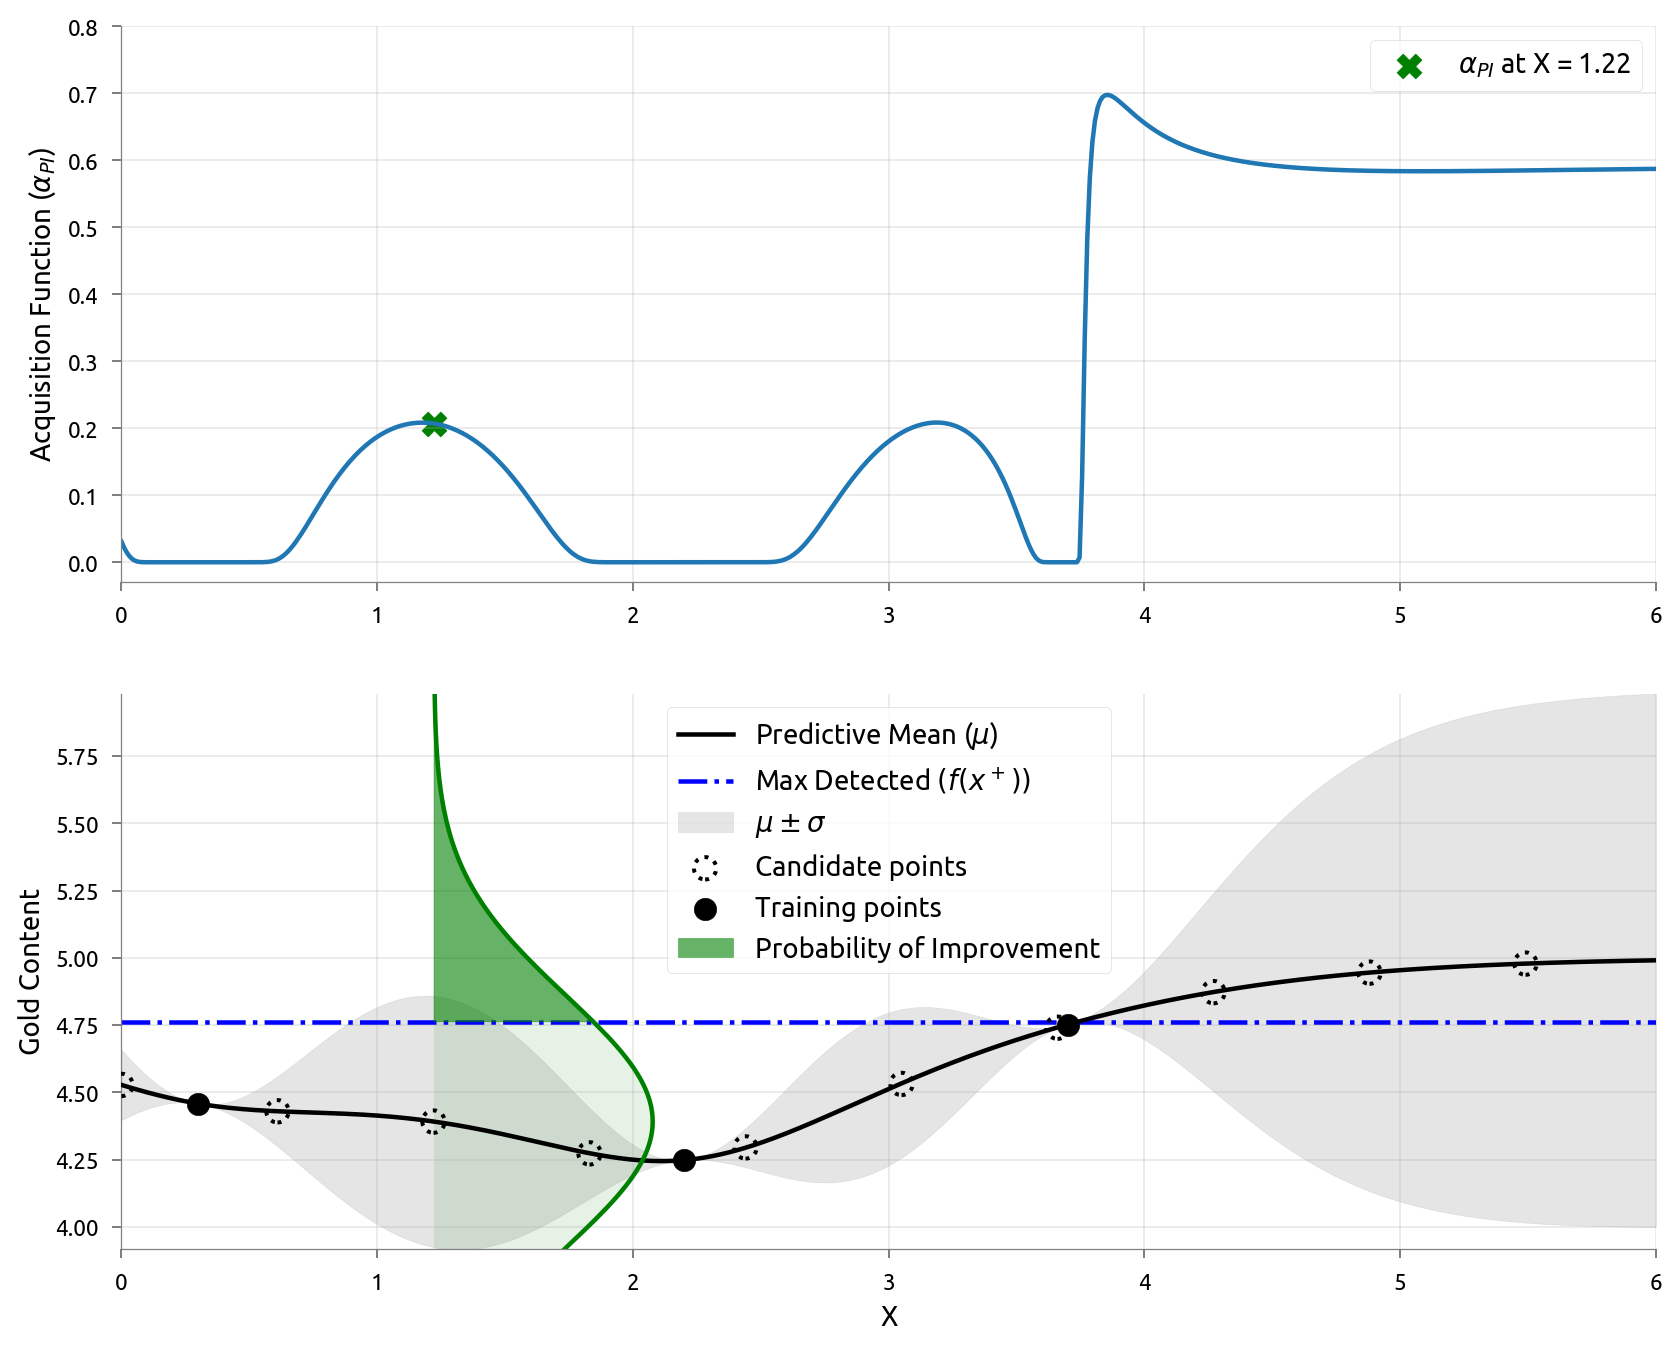 0.8
0.7
0.6
0.5
0.4
0.3
0.2
0.1
0.0
Acquisition Function (α_PI)
α_PI at X = 1.22
0 1 2 3 4 5 6
5.75
5.50
5.25
5.00
4.75
4.50
4.25
4.00
Gold Content
Predictive Mean (μ)
Max Detected (f(x⁺))
μ ± σ
Candidate points
Training points
Probability of Improvement
0 1 2 3 4 5 6
X